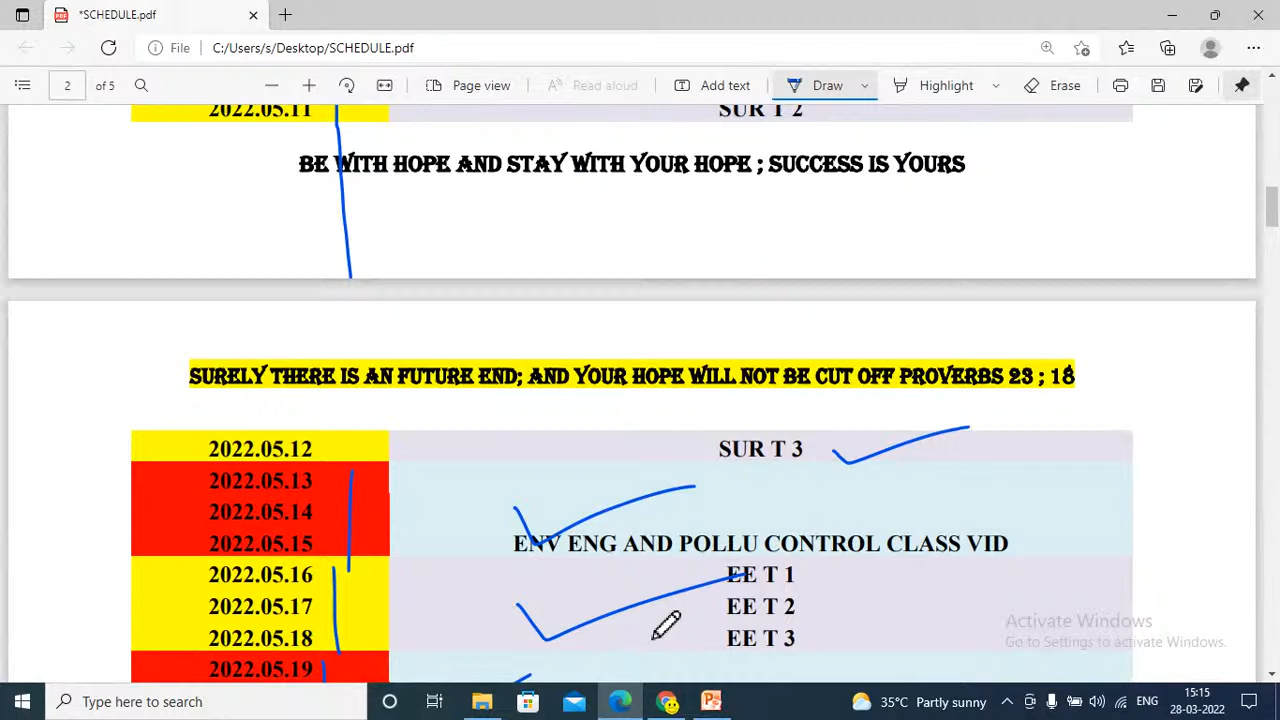 *SCHEDULE.pdf
File C:/Users/s/Desktop/SCHEDULE.pdf
2 of 5 Page view Read aloud Add text Draw Highlight Erase
2022.05.11 SUR T 2
BE WITH HOPE AND STAY WITH YOUR HOPE ; SUCCESS IS YOURS
SURELY THERE IS AN FUTURE END; AND YOUR HOPE WILL NOT BE CUT OFF PROVERBS 23 ; 18
2022.05.12 SUR T 3
2022.05.13
2022.05.14
2022.05.15 ENV ENG AND POLLU CONTROL CLASS VID
2022.05.16 EE T 1
2022.05.17 EE T 2
2022.05.18 EE T 3
2022.05.19
Activate Windows
Go to Settings to activate Windows.
Type here to search 35°C Partly sunny ENG 15:15
28-03-2022